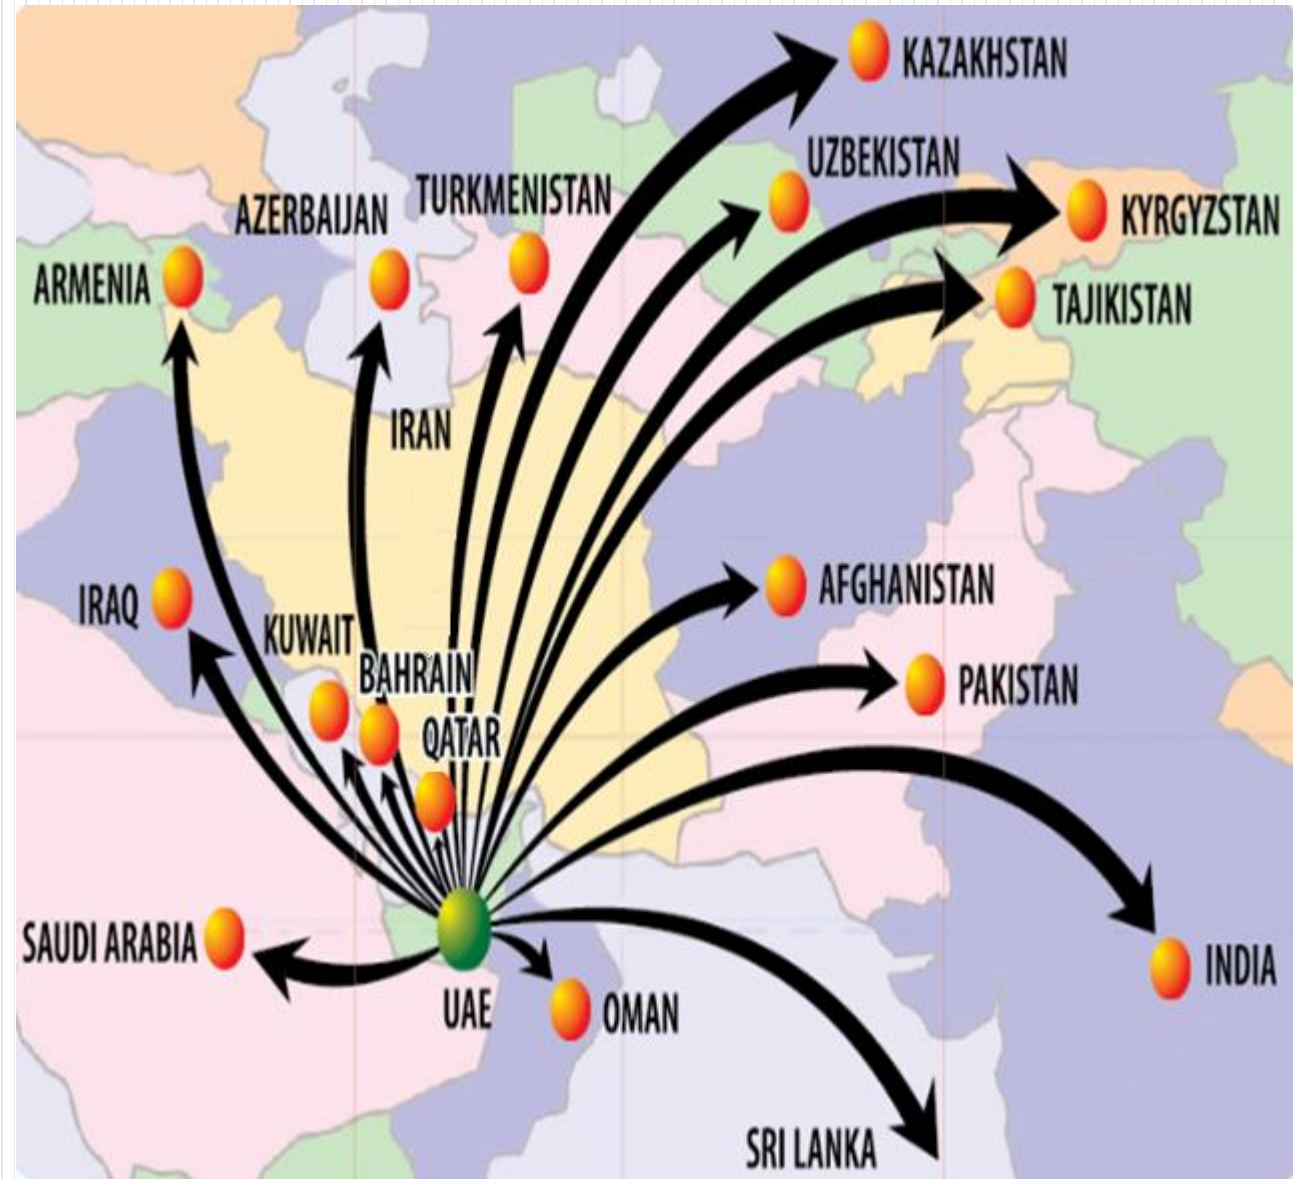 KAZAKHSTAN
UZBEKISTAN
TURKMENISTAN
AZERBAIJAN
KYRGYZSTAN
ARMENIA
TAJIKISTAN
IRAN
AFGHANISTAN
IRAQ
KUWAIT
BAHRAIN
PAKISTAN
QATAR
SAUDI ARABIA
INDIA
UAE
OMAN
SRI LANKA